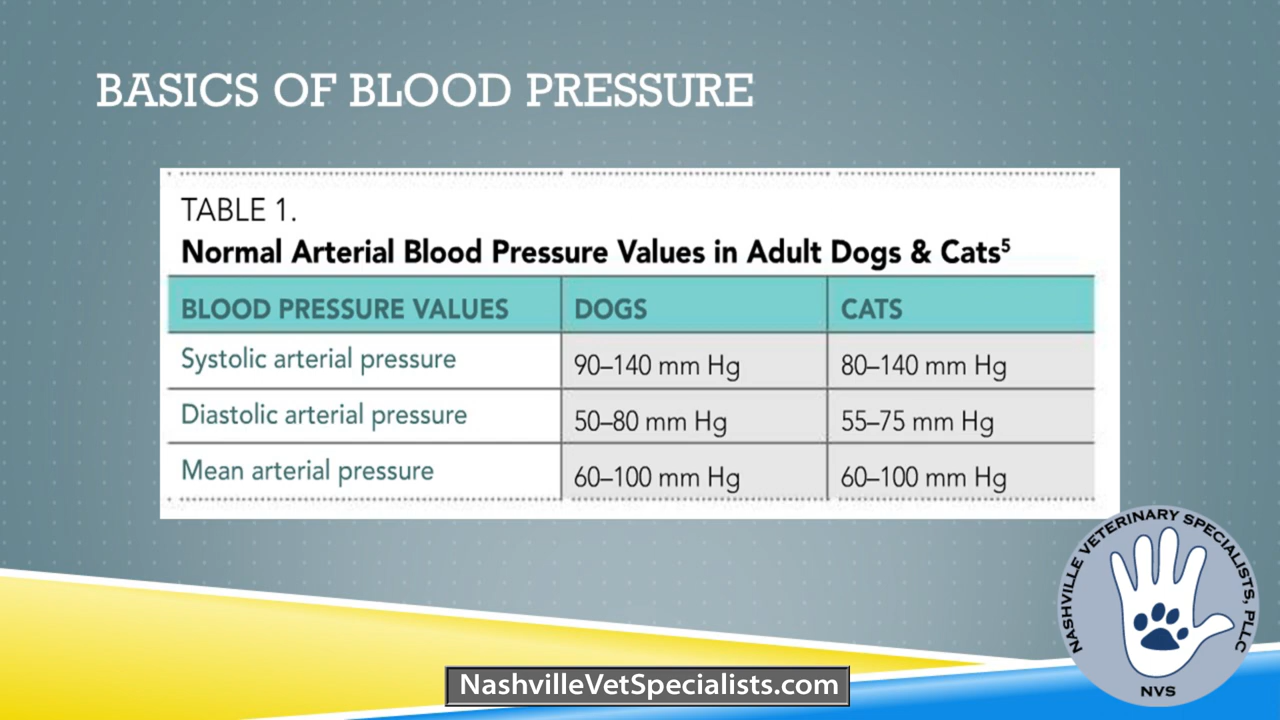 BASICS OF BLOOD PRESSURE
TABLE 1.
Normal Arterial Blood Pressure Values in Adult Dogs & Cats⁵
BLOOD PRESSURE VALUES DOGS CATS
Systolic arterial pressure 90–140 mm Hg 80–140 mm Hg
Diastolic arterial pressure 50–80 mm Hg 55–75 mm Hg
Mean arterial pressure 60–100 mm Hg 60–100 mm Hg
NASHVILLE VETERINARY SPECIALISTS, PLLC
NVS
NashvilleVetSpecialists.com